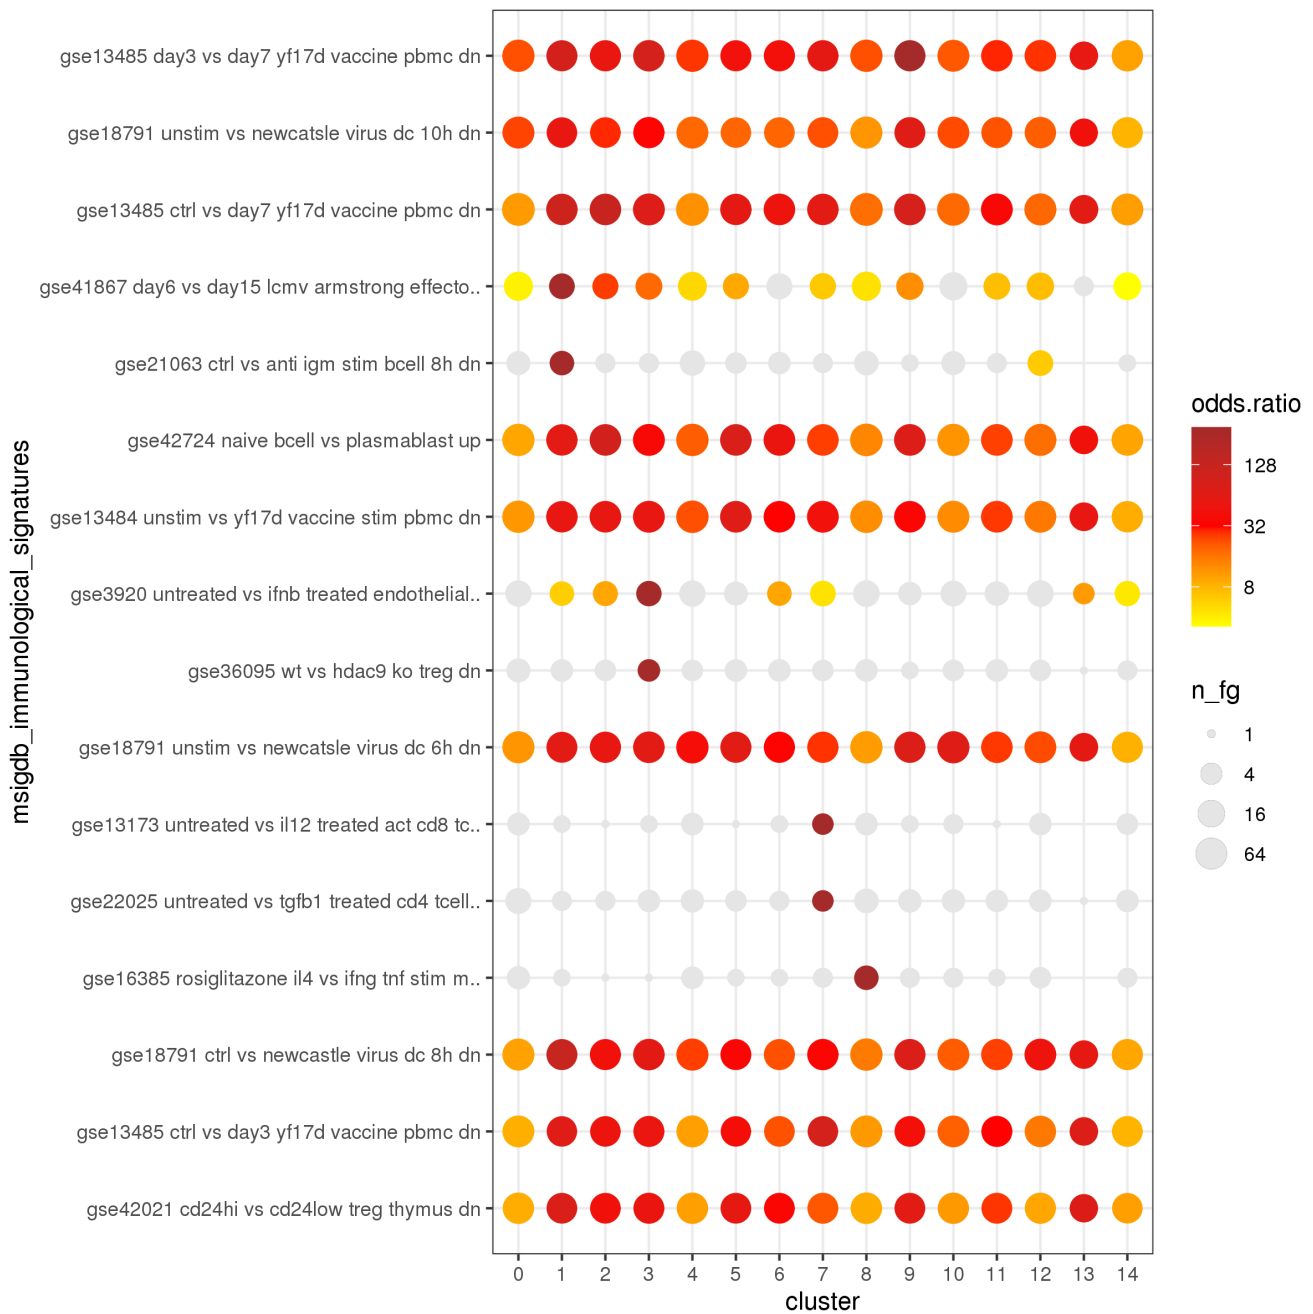 gse13485 day3 vs day7 yf17d vaccine pbmc dn
gse18791 unstim vs newcatsle virus dc 10h dn
gse13485 ctrl vs day7 yf17d vaccine pbmc dn
gse41867 day6 vs day15 lcmv armstrong effecto..
gse21063 ctrl vs anti igm stim bcell 8h dn
gse42724 naive bcell vs plasmablast up
gse13484 unstim vs yf17d vaccine stim pbmc dn
gse3920 untreated vs ifnb treated endothelial..
gse36095 wt vs hdac9 ko treg dn
gse18791 unstim vs newcatsle virus dc 6h dn
gse13173 untreated vs il12 treated act cd8 tc..
gse22025 untreated vs tgfb1 treated cd4 tcell..
gse16385 rosiglitazone il4 vs ifng tnf stim m..
gse18791 ctrl vs newcastle virus dc 8h dn
gse13485 ctrl vs day3 yf17d vaccine pbmc dn
gse42021 cd24hi vs cd24low treg thymus dn
msigdb_immunological_signatures
0 1 2 3 4 5 6 7 8 9 10 11 12 13 14
cluster
odds.ratio
128
32
8
n_fg
1
4
16
64